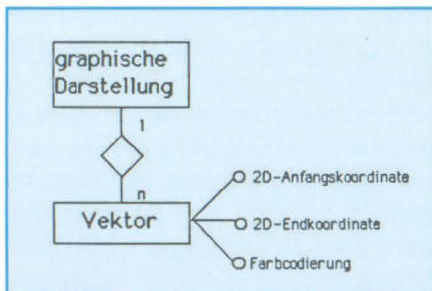 graphische
Darstellung
1
n
Vektor
2D-Anfangskoordinate
2D-Endkoordinate
Farbcodierung